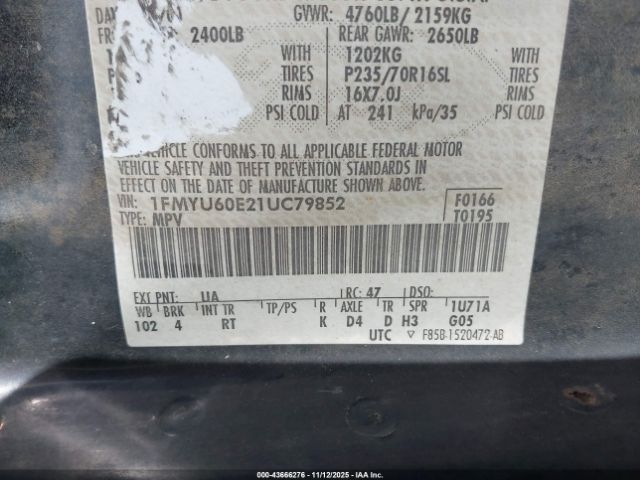 GVWR: 4760LB/ 2159KG
2400LB REAR GAWR: 2650LB
WITH 1202KG WITH
TIRES P235/70R16SL TIRES
RIMS 16X7.0J RIMS
PSI COLD AT 241 kPa/35 PSI COLD
VEHICLE CONFORMS TO ALL APPLICABLE FEDERAL MOTOR
VEHICLE SAFETY AND THEFT PREVENTION STANDARDS IN
EFFECT ON THE DATE OF MANUFACTURE SHOWN ABOVE.
VIN: 1FMYU60E21UC79852 F0166
TYPE: MPV T0195
EXT PNT: UA RC: 47 DSO:
WB BRK INT TR TP/PS R AXLE TR SPR 1U71A
102 4 RT K D4 D H3 G05
UTC ▽ F85B-1520472-AB
000-43666276 - 11/12/2025 - IAAI.com